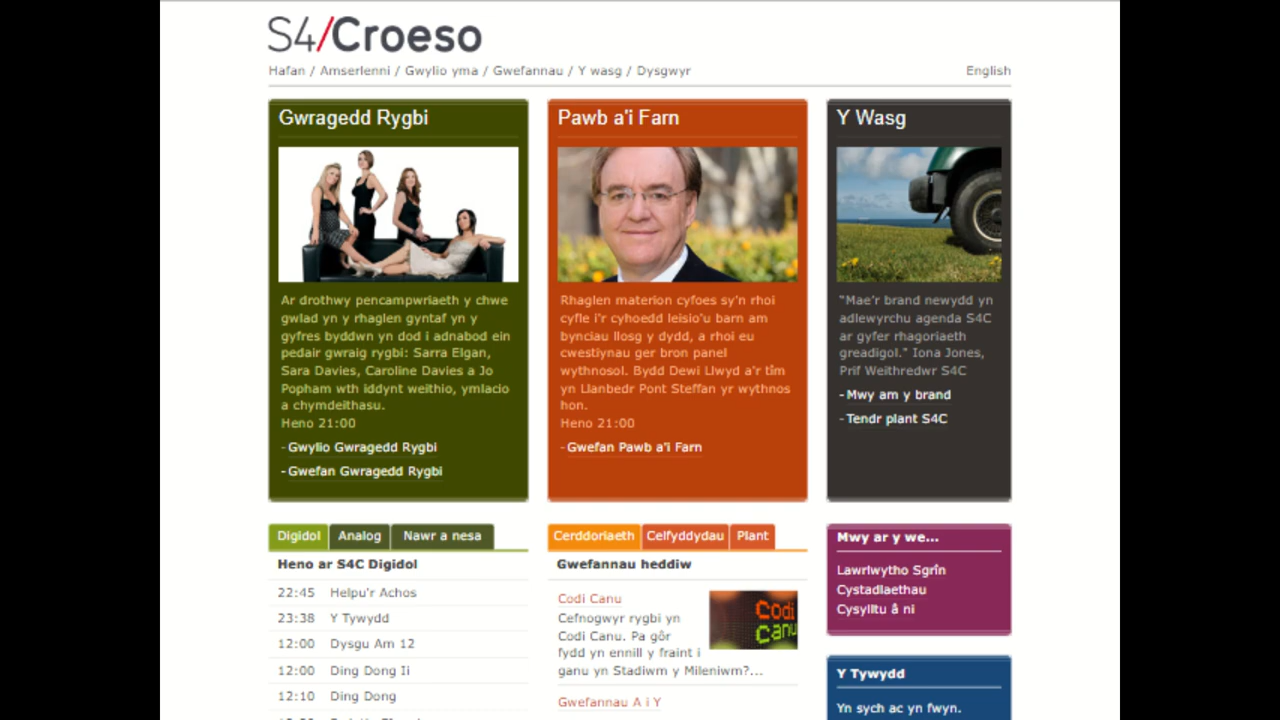 S4/Croeso
Hafan / Amserlenni / Gwylio yma / Gwefannau / Y wasg / Dysgwyr
English
Gwragedd Rygbi
Ar drothwy pencampwriaeth y chwe
gwlad yn y rhaglen gyntaf yn y
gyfres byddwn yn dod i adnabod ein
pedair gwraig rygbi: Sarra Elgan,
Sara Davies, Caroline Davies a Jo
Popham wth iddynt weithio, ymlacio
a chymdeithasu.
Heno 21:00
- Gwylio Gwragedd Rygbi
- Gwefan Gwragedd Rygbi
Pawb a'i Farn
Rhaglen materion cyfoes sy'n rhoi
cyfle i'r cyhoedd leisio'u barn am
bynciau llosg y dydd, a rhoi eu
cwestiynau ger bron panel
wythnosol. Bydd Dewi Llwyd a'r tîm
yn Llanbedr Pont Steffan yr wythnos
hon.
Heno 21:00
- Gwefan Pawb a'i Farn
Y Wasg
"Mae'r brand newydd yn
adlewyrchu agenda S4C
ar gyfer rhagoriaeth
greadigol." Iona Jones,
Prif Weithredwr S4C
- Mwy am y brand
- Tendr plant S4C
Digidol Analog Nawr a nesa
Heno ar S4C Digidol
22:45 Helpu'r Achos
23:38 Y Tywydd
12:00 Dysgu Am 12
12:00 Ding Dong Ii
12:10 Ding Dong
Cerddoriaeth Celfyddydau Plant
Gwefannau heddiw
Codi Canu
Cefnogwyr rygbi yn
Codi Canu. Pa gôr
fydd yn ennill y fraint i
ganu yn Stadiwm y Mileniwm?...
Codi
Canu
Gwefannau A i Y
Mwy ar y we...
Lawrlwytho Sgrîn
Cystadlaethau
Cysylltu â ni
Y Tywydd
Yn sych ac yn fwyn.